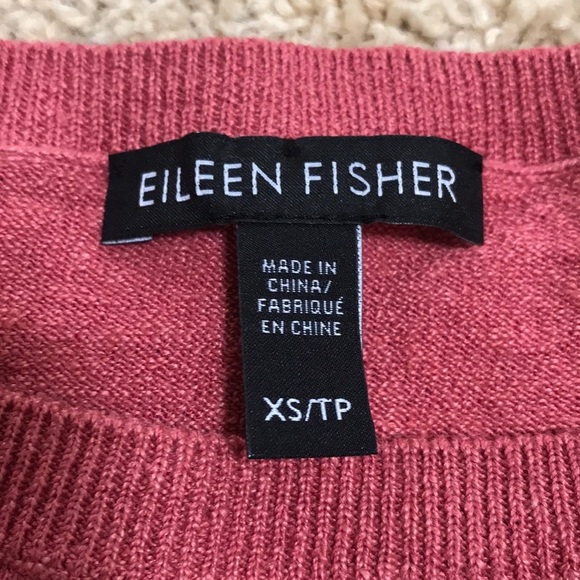 EILEEN FISHER
MADE IN
CHINA/
FABRIQUÉ
EN CHINE
XS/TP